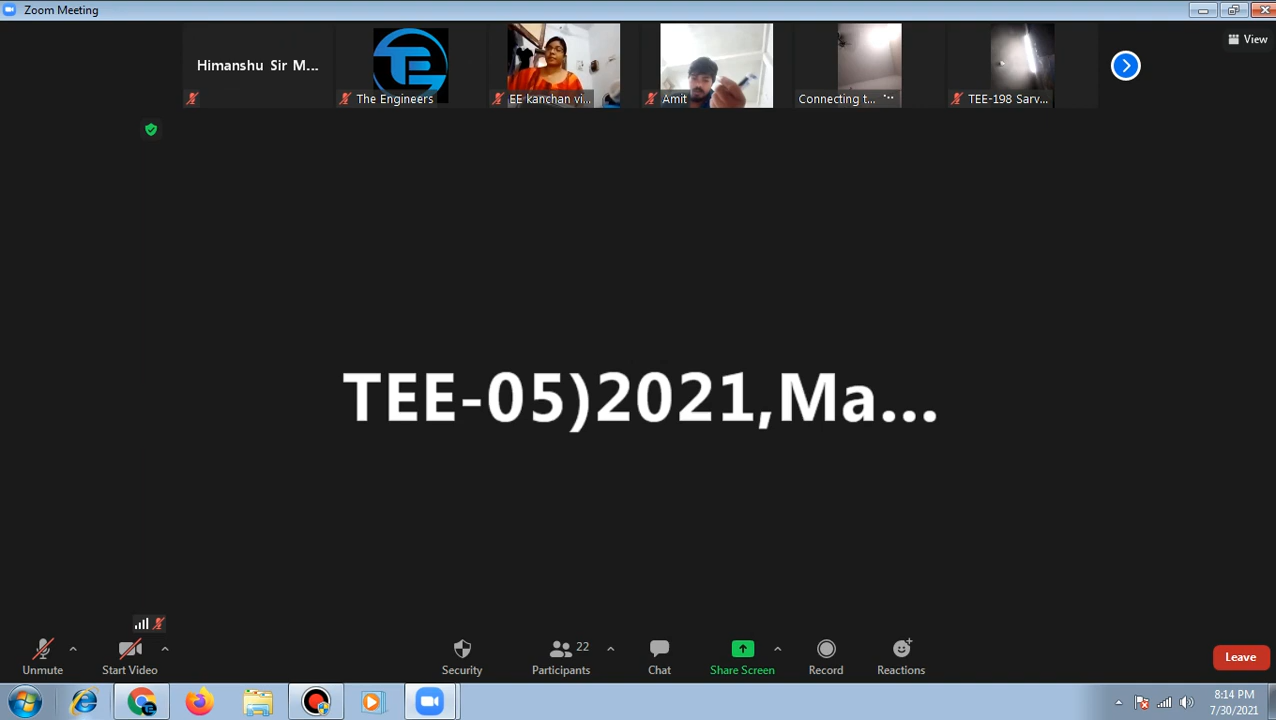 Zoom Meeting
View
Himanshu Sir M...
The Engineers
EE kanchan vi...
Amit
Connecting t... ...
TEE-198 Sarv...
TE
TEE-05)2021,Ma...
Unmute
Start Video
Security
Participants
22
Chat
Share Screen
Record
Reactions
Leave
8:14 PM
7/30/2021